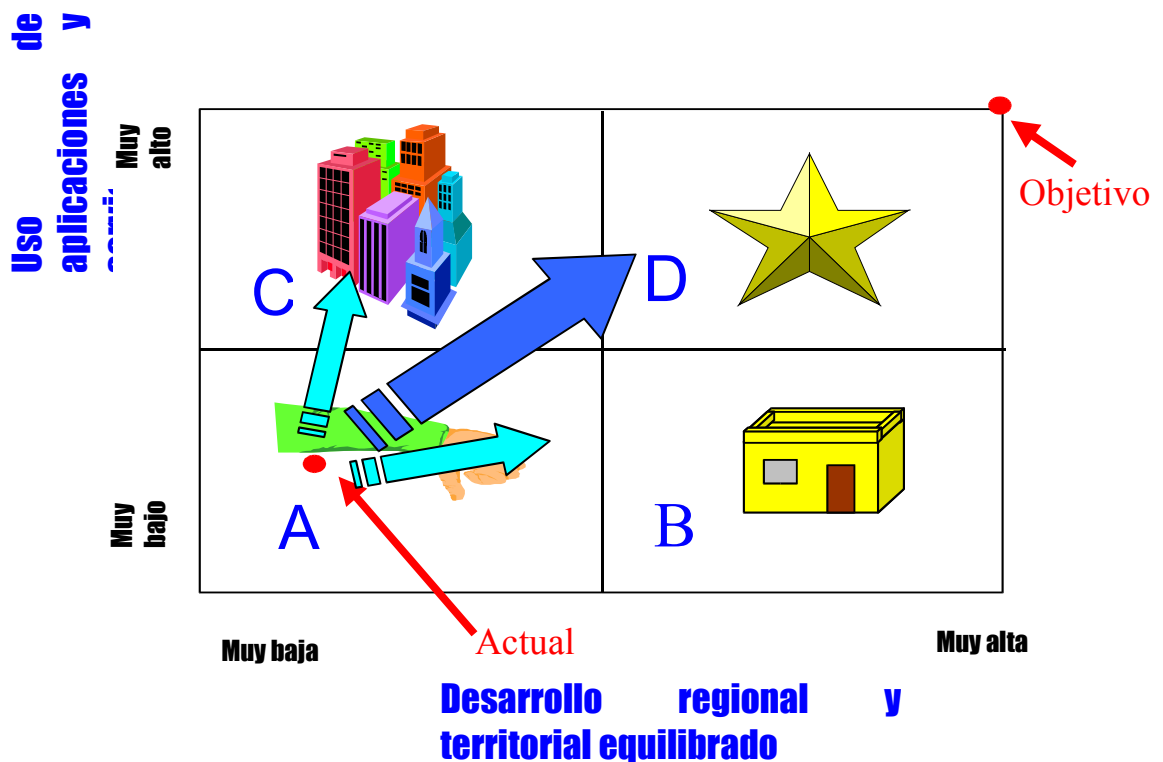 Uso de
aplicaciones y
Muy
alto
Objetivo
C
D
A
B
Muy
bajo
Actual
Muy baja
Muy alta
Desarrollo regional y
territorial equilibrado